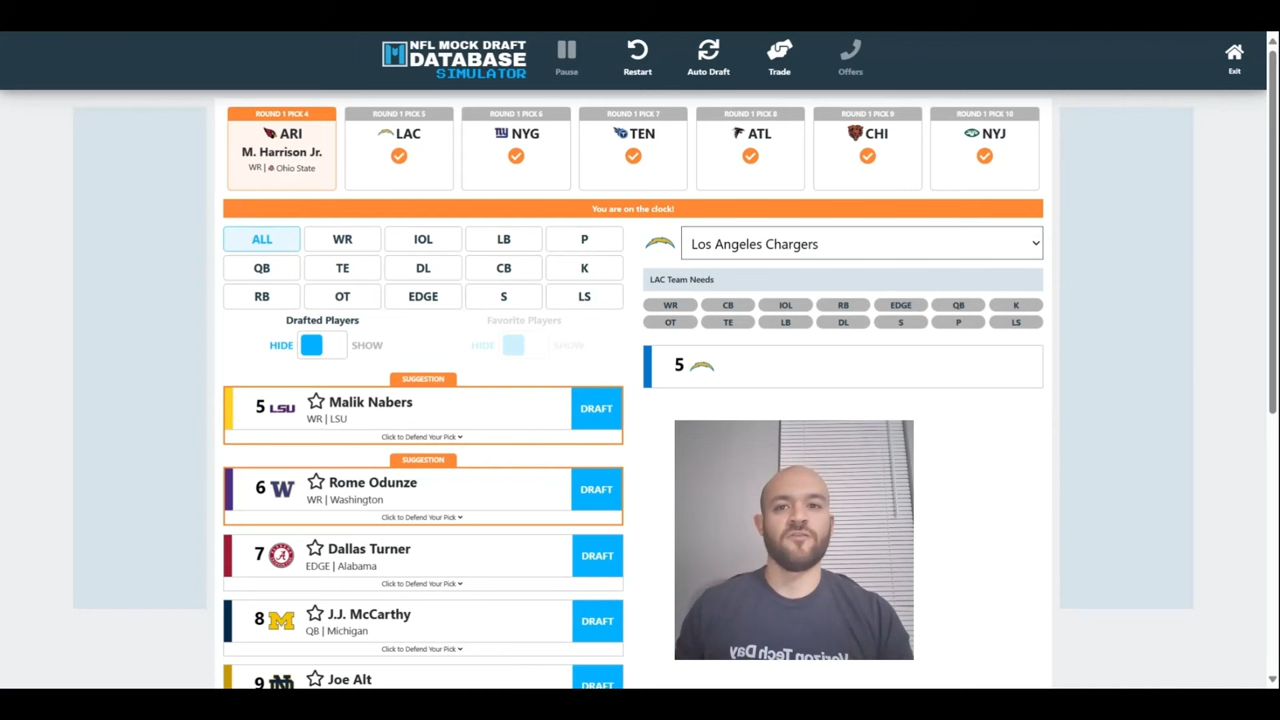 NFL MOCK DRAFT
DATABASE
SIMULATOR
Pause
Restart
Auto Draft
Trade
Offers
Exit
ROUND 1 PICK 4
ARI
M. Harrison Jr.
WR | Ohio State
ROUND 1 PICK 5
LAC
ROUND 1 PICK 6
NYG
ROUND 1 PICK 7
TEN
ROUND 1 PICK 8
ATL
ROUND 1 PICK 9
CHI
ROUND 1 PICK 10
NYJ
You are on the clock!
ALL WR IOL LB P
QB TE DL CB K
RB OT EDGE S LS
Drafted Players
HIDE SHOW
Favorite Players
HIDE SHOW
SUGGESTION
5 LSU Malik Nabers
WR | LSU
DRAFT
Click to Defend Your Pick
SUGGESTION
6 W Rome Odunze
WR | Washington
DRAFT
Click to Defend Your Pick
7 Dallas Turner
EDGE | Alabama
DRAFT
Click to Defend Your Pick
8 M J.J. McCarthy
QB | Michigan
DRAFT
Click to Defend Your Pick
9 Joe Alt
DRAFT
Los Angeles Chargers
LAC Team Needs
WR CB IOL RB EDGE QB K
OT TE LB DL S P LS
5
Verizon Tech Day